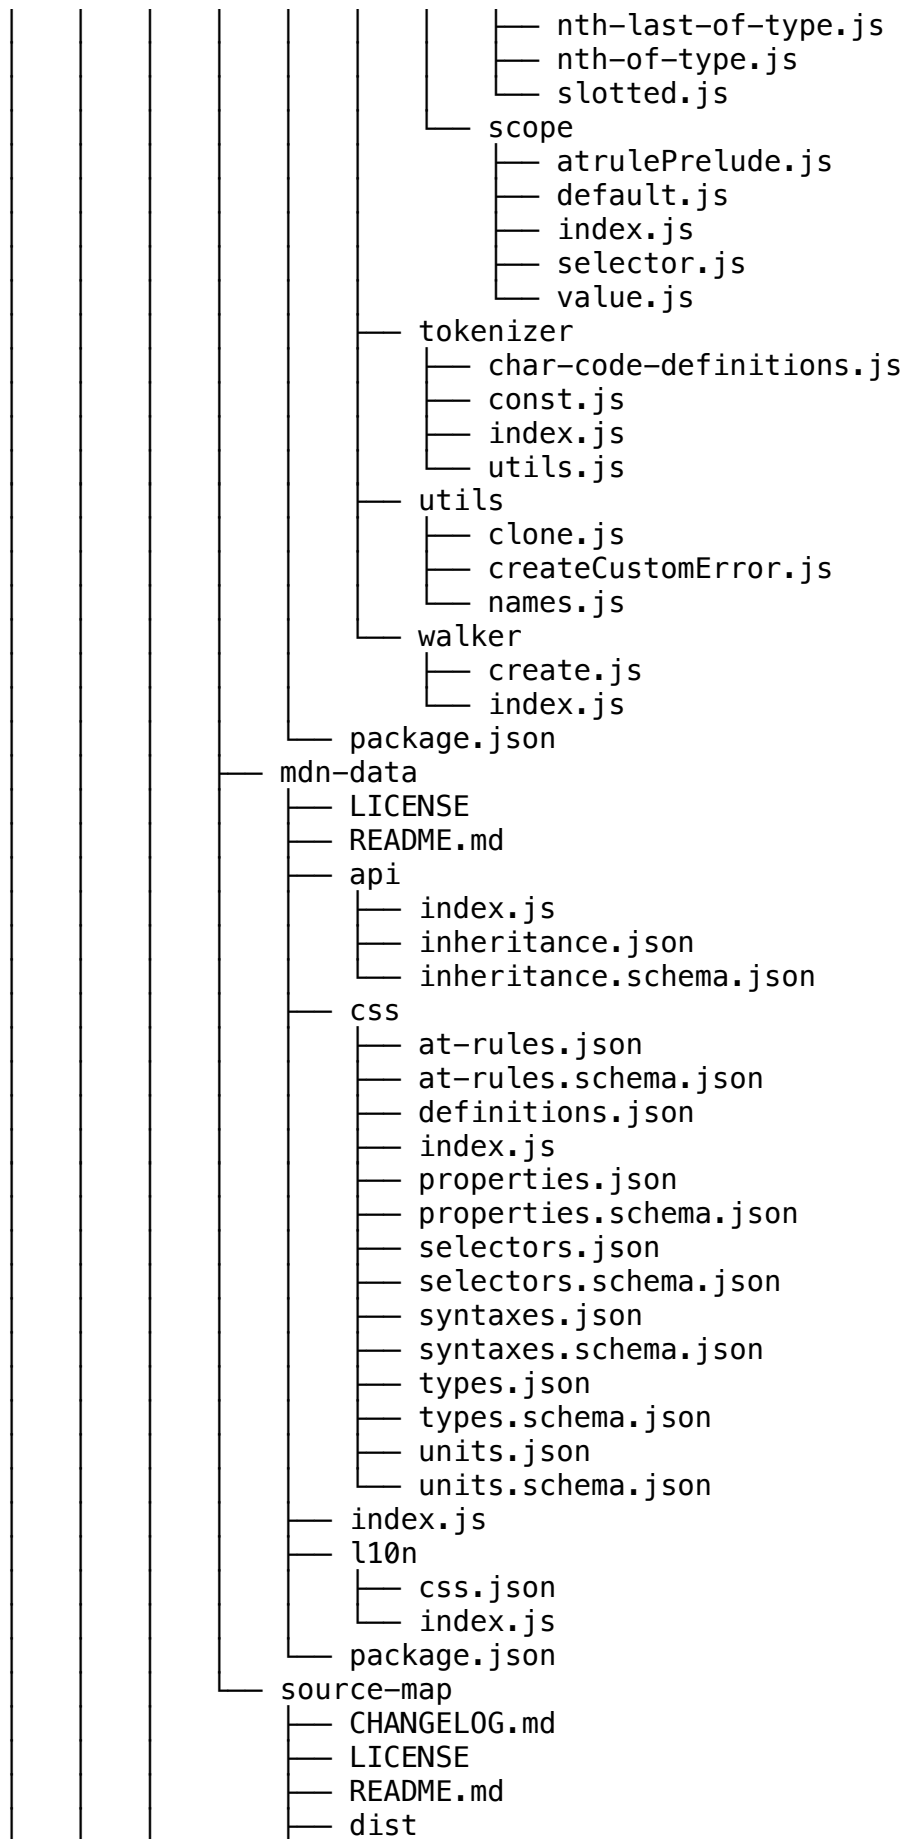 │   │   │   │   │   │   │   ├── nth-last-of-type.js
│   │   │   │   │   │   │   ├── nth-of-type.js
│   │   │   │   │   │   │   └── slotted.js
│   │   │   │   │   │   └── scope
│   │   │   │   │   │       ├── atrulePrelude.js
│   │   │   │   │   │       ├── default.js
│   │   │   │   │   │       ├── index.js
│   │   │   │   │   │       ├── selector.js
│   │   │   │   │   │       └── value.js
│   │   │   │   │   ├── tokenizer
│   │   │   │   │   │   ├── char-code-definitions.js
│   │   │   │   │   │   ├── const.js
│   │   │   │   │   │   ├── index.js
│   │   │   │   │   │   └── utils.js
│   │   │   │   │   ├── utils
│   │   │   │   │   │   ├── clone.js
│   │   │   │   │   │   ├── createCustomError.js
│   │   │   │   │   │   └── names.js
│   │   │   │   │   └── walker
│   │   │   │   │       ├── create.js
│   │   │   │   │       └── index.js
│   │   │   │   └── package.json
│   │   │   ├── mdn-data
│   │   │   │   ├── LICENSE
│   │   │   │   ├── README.md
│   │   │   │   ├── api
│   │   │   │   │   ├── index.js
│   │   │   │   │   ├── inheritance.json
│   │   │   │   │   └── inheritance.schema.json
│   │   │   │   ├── css
│   │   │   │   │   ├── at-rules.json
│   │   │   │   │   ├── at-rules.schema.json
│   │   │   │   │   ├── definitions.json
│   │   │   │   │   ├── index.js
│   │   │   │   │   ├── properties.json
│   │   │   │   │   ├── properties.schema.json
│   │   │   │   │   ├── selectors.json
│   │   │   │   │   ├── selectors.schema.json
│   │   │   │   │   ├── syntaxes.json
│   │   │   │   │   ├── syntaxes.schema.json
│   │   │   │   │   ├── types.json
│   │   │   │   │   ├── types.schema.json
│   │   │   │   │   ├── units.json
│   │   │   │   │   └── units.schema.json
│   │   │   │   ├── index.js
│   │   │   │   ├── l10n
│   │   │   │   │   ├── css.json
│   │   │   │   │   └── index.js
│   │   │   │   └── package.json
│   │   │   └── source-map
│   │   │       ├── CHANGELOG.md
│   │   │       ├── LICENSE
│   │   │       ├── README.md
│   │   │       ├── dist